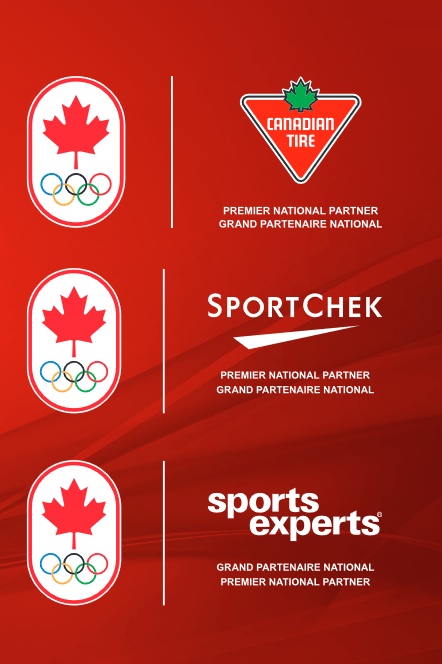 CANADIAN
TIRE
PREMIER NATIONAL PARTNER
GRAND PARTENAIRE NATIONAL
SPORTCHEK
PREMIER NATIONAL PARTNER
GRAND PARTENAIRE NATIONAL
sports
experts®
GRAND PARTENAIRE NATIONAL
PREMIER NATIONAL PARTNER